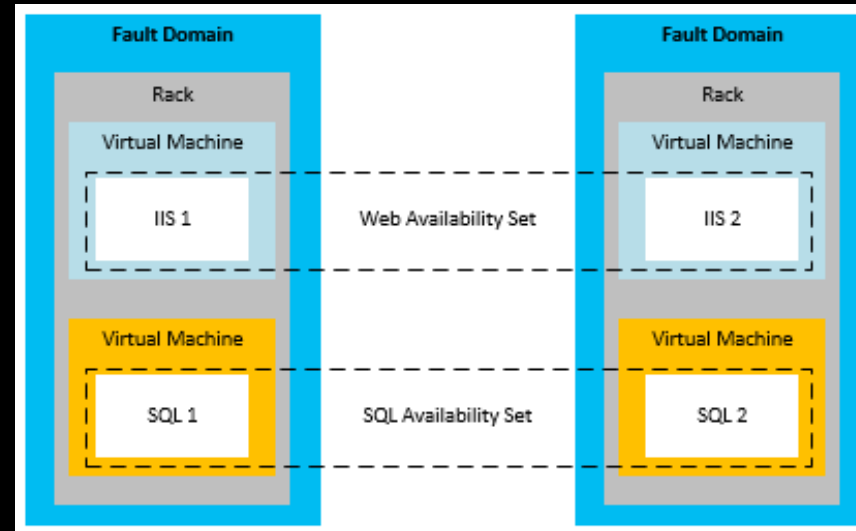 Fault Domain
Rack
Virtual Machine
IIS 1
Virtual Machine
SQL 1
Web Availability Set
SQL Availability Set
Fault Domain
Rack
Virtual Machine
IIS 2
Virtual Machine
SQL 2